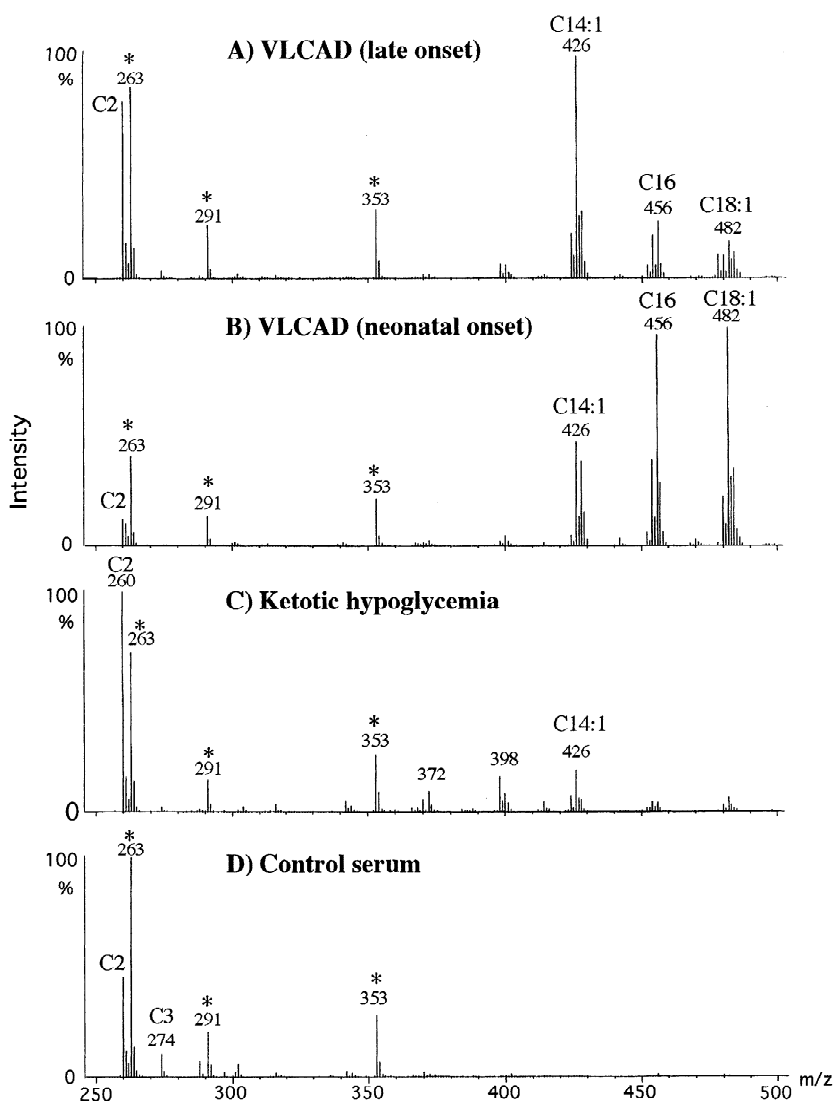 Intensity
A) VLCAD (late onset)
100
%
0
C2
*
263
*
291
*
353
C14:1
426
C16
456
C18:1
482
B) VLCAD (neonatal onset)
100
%
0
C2
*
263
*
291
*
353
C14:1
426
C16
456
C18:1
482
C) Ketotic hypoglycemia
100
%
0
C2
260
*
263
*
291
*
353
372
398
C14:1
426
D) Control serum
100
%
0
C2
*
263
C3
274
*
291
*
353
250 300 350 400 450 500 m/z